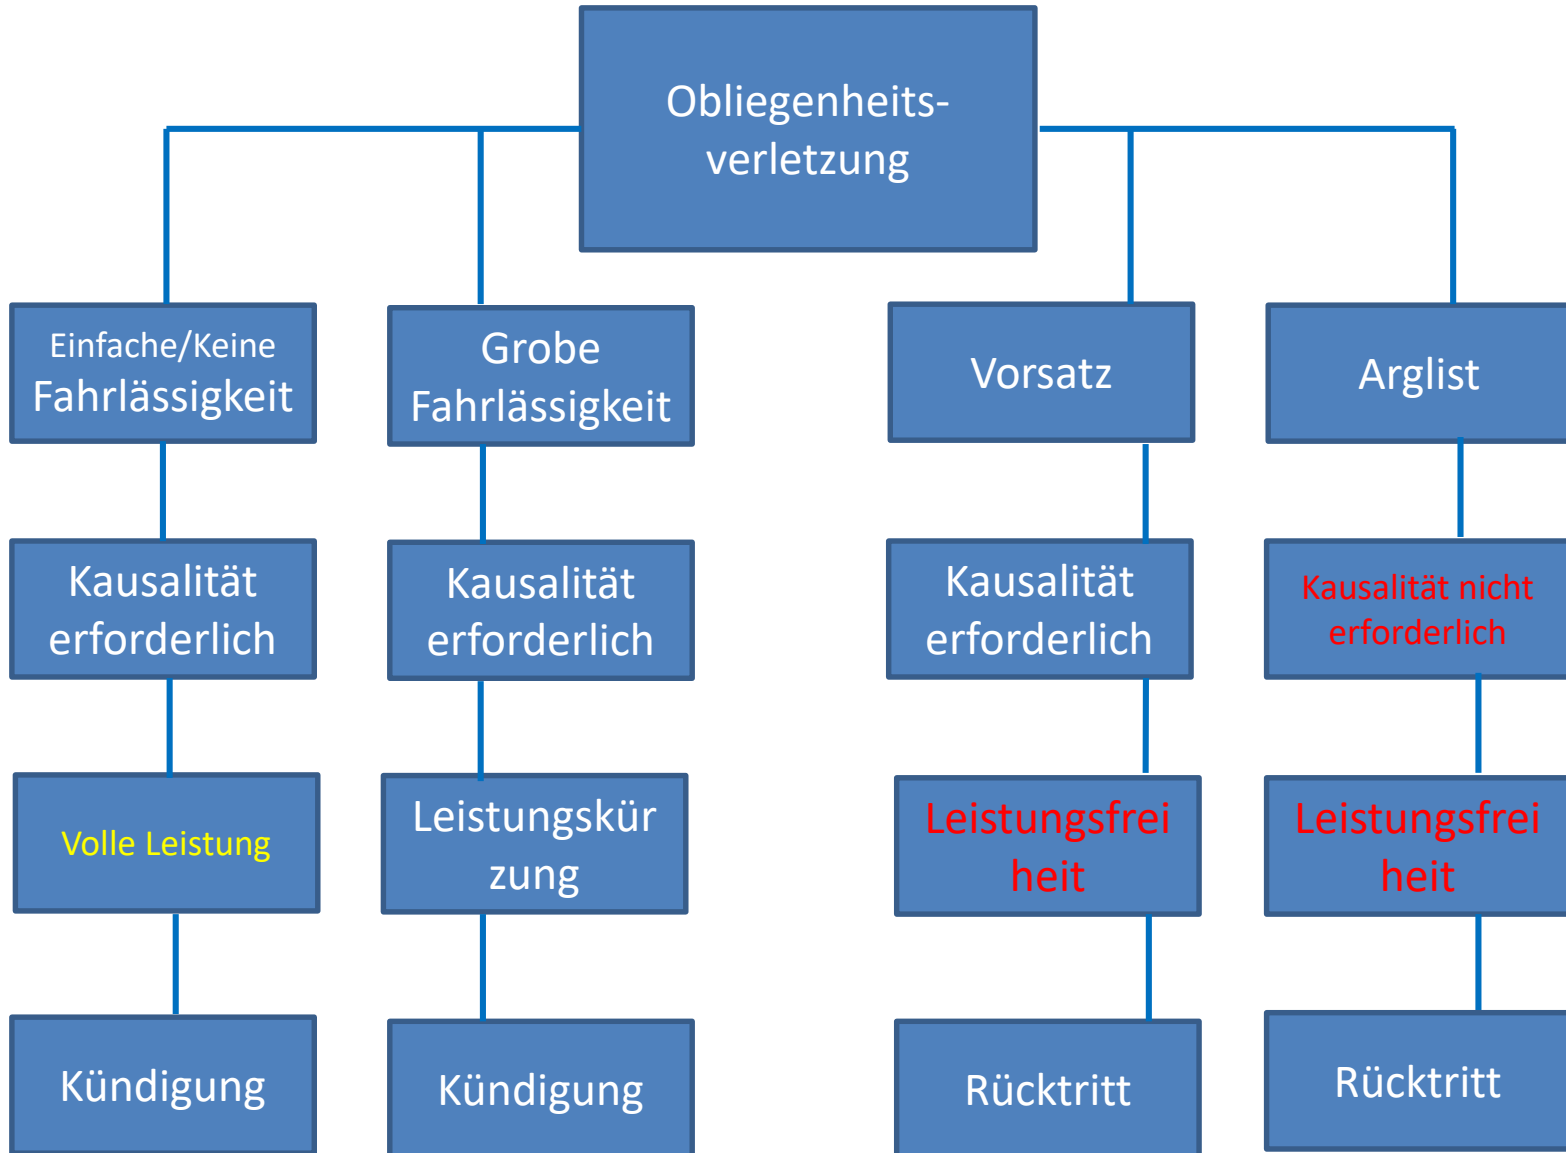 Obliegenheits-
verletzung
Einfache/Keine
Fahrlässigkeit
Grobe
Fahrlässigkeit
Vorsatz
Arglist
Kausalität
erforderlich
Kausalität
erforderlich
Kausalität
erforderlich
Kausalität nicht
erforderlich
Volle Leistung
Leistungskür
zung
Leistungsfrei
heit
Leistungsfrei
heit
Kündigung
Kündigung
Rücktritt
Rücktritt